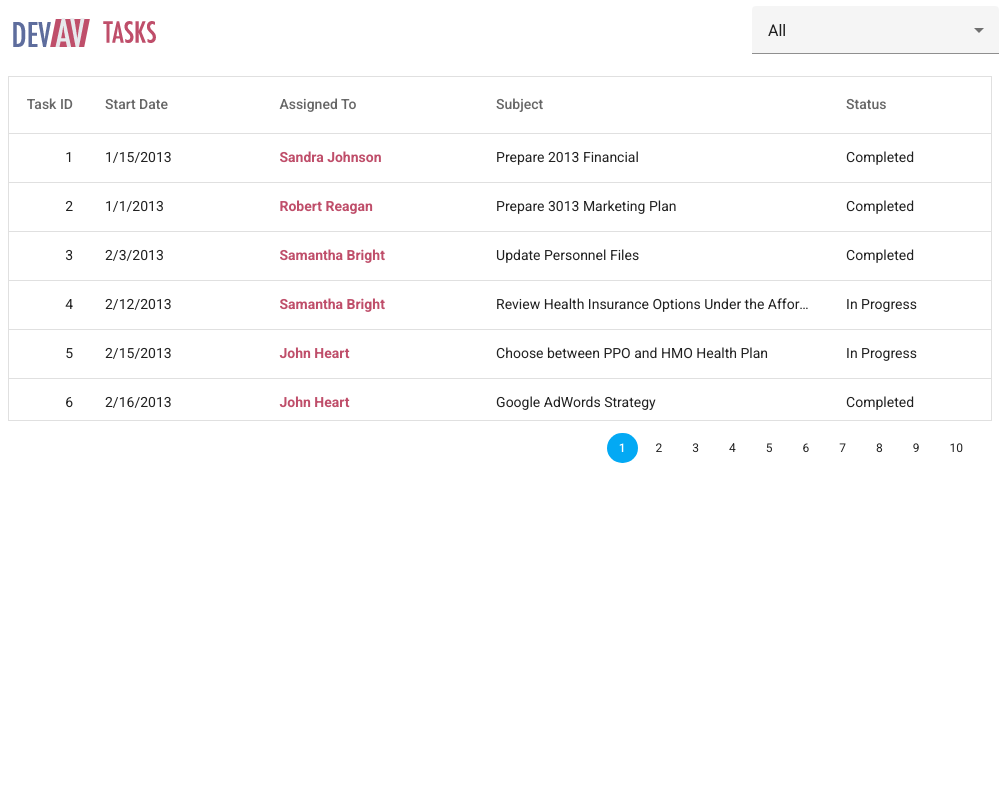 DEVAV TASKS All
Task ID Start Date Assigned To Subject Status
1 1/15/2013 Sandra Johnson Prepare 2013 Financial Completed
2 1/1/2013 Robert Reagan Prepare 3013 Marketing Plan Completed
3 2/3/2013 Samantha Bright Update Personnel Files Completed
4 2/12/2013 Samantha Bright Review Health Insurance Options Under the Affor... In Progress
5 2/15/2013 John Heart Choose between PPO and HMO Health Plan In Progress
6 2/16/2013 John Heart Google AdWords Strategy Completed
1 2 3 4 5 6 7 8 9 10